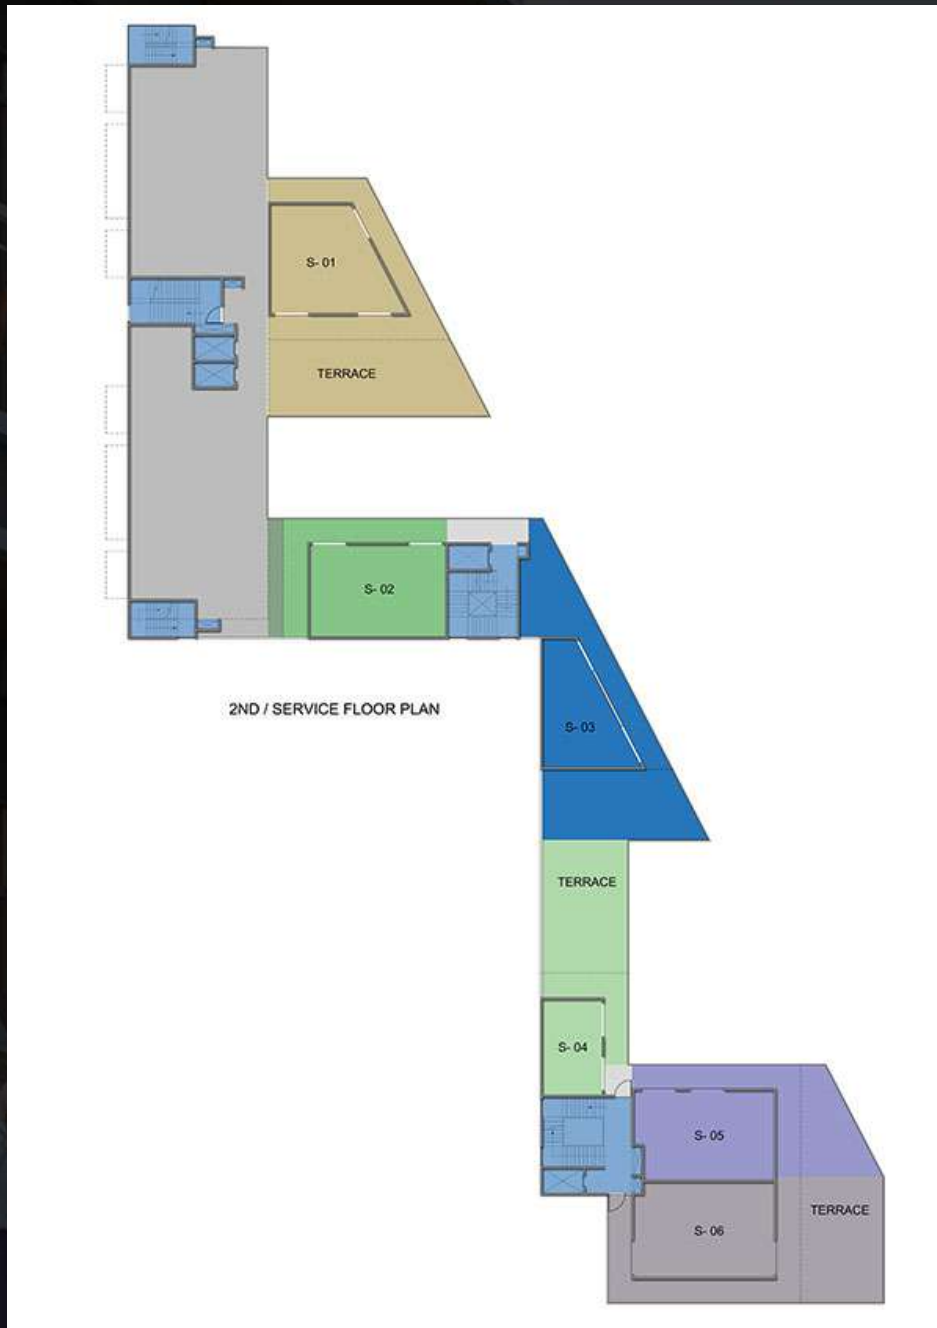 S- 01
TERRACE
S- 02
2ND / SERVICE FLOOR PLAN
S- 03
TERRACE
S- 04
S- 05
TERRACE
S- 06